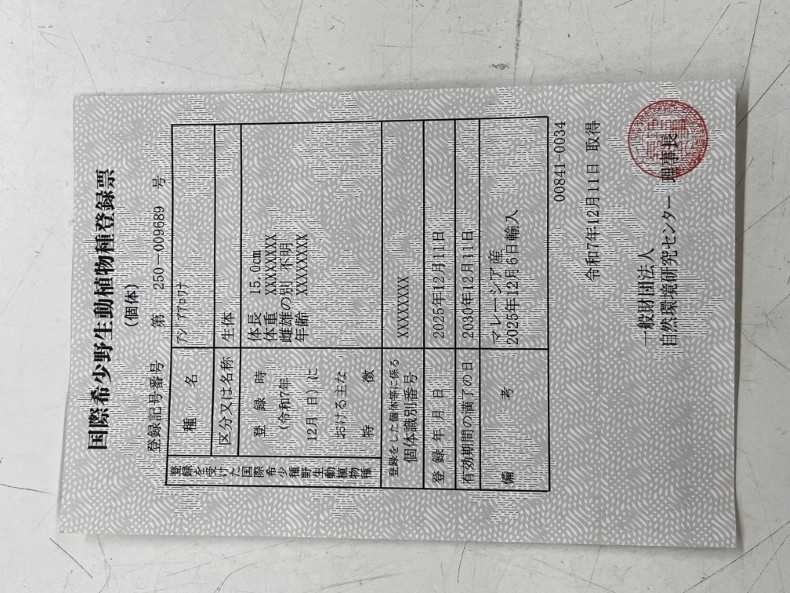 国際希少野生動植物種登録票
(個体)
登録記号番号 第 250-009689 号
登録を受けた国際希少種野生動植物種
種 名 アジアアロワナ
区分又は名称 生体
登録時 (令和7年 12月 日)に おける主な 特徴
体長 15.0cm
体重 XXXXXXXX
雌雄の別 不明
年齢 XXXXXXXX
登録をした個体等に係る 個体識別番号 XXXXXXXX
登録年月日 2025年12月11日
有効期間の満了の日 2030年12月11日
備 考 マレーシア産
2025年12月6日輸入
00841-0034
令和7年12月11日 取得
一般財団法人
自然環境研究センター 理事長